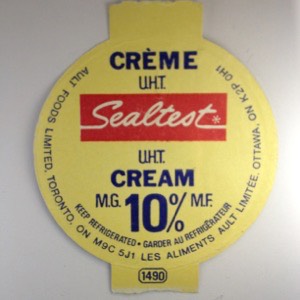 CRÈME
U.H.T.
Sealtest*
U.H.T.
CREAM
M.G. 10% M.F.
KEEP REFRIGERATED • GARDER AU REFRIGÉRATEUR
AULT FOODS LIMITED, TORONTO, ON M9C 5J1 LES ALIMENTS AULT LIMITÉE, OTTAWA, ON K2P 0H1
1490